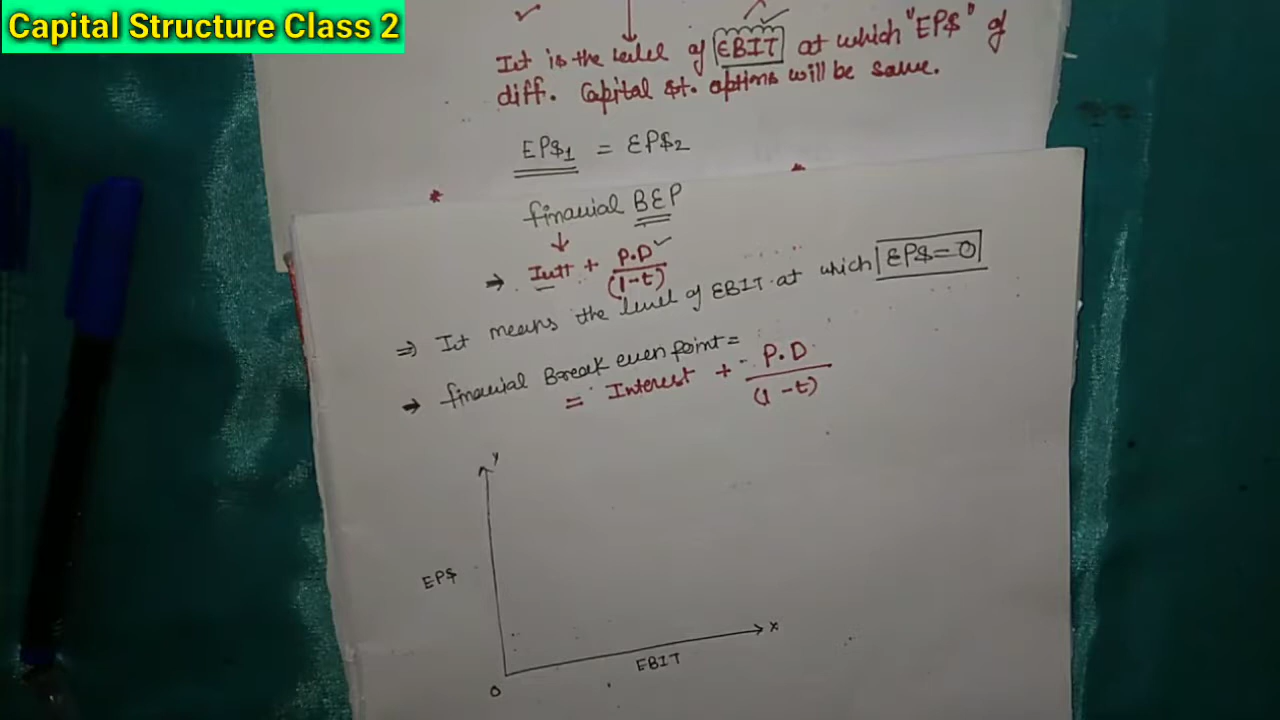 Capital Structure Class 2
It is the level of EBIT at which "EPS" of
diff. Capital st. options will be same.
EPS1 = EPS2
financial BEP
⇒ Intt + P.D / (1-t)
⇒ It means the level of EBIT at which EPS=0
⇒ financial Break even point =
= Interest + P.D / (1-t)
Y
EPS
X
EBIT
0